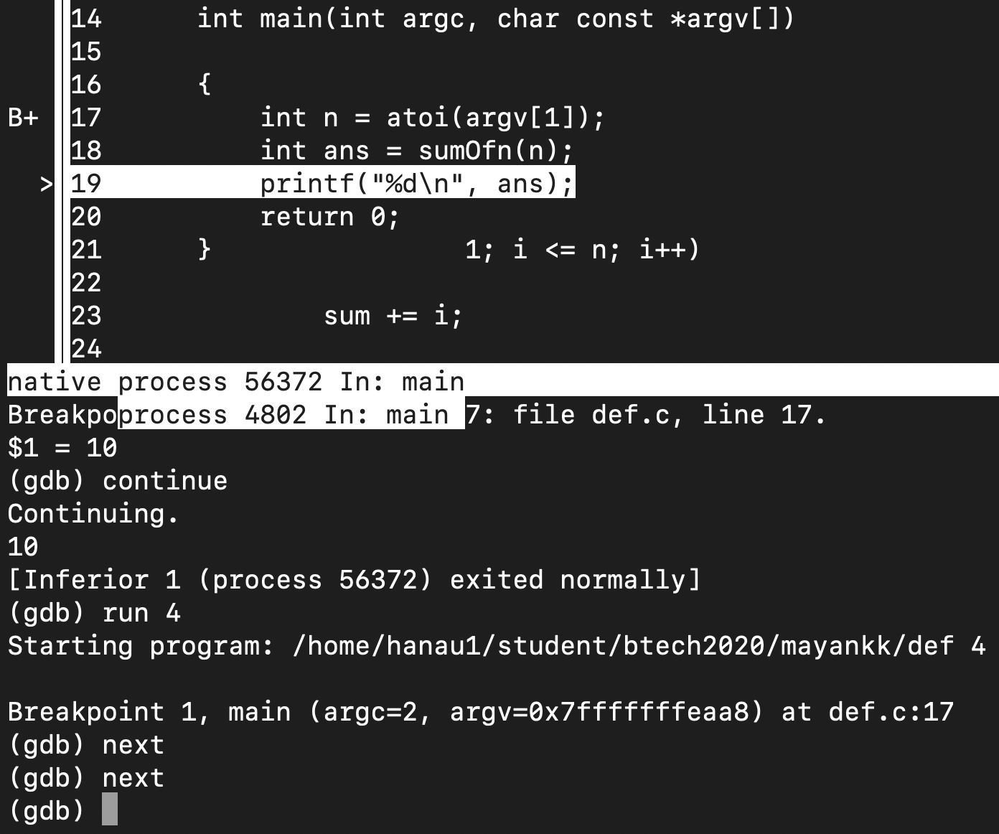 14      int main(int argc, char const *argv[])
15
16      {
B+ 17          int n = atoi(argv[1]);
18          int ans = sumOfn(n);
> 19          printf("%d\n", ans);
20          return 0;
21      }                1; i <= n; i++)
22
23              sum += i;
24
native process 56372 In: main
Breakpoprocess 4802 In: main 7: file def.c, line 17.
$1 = 10
(gdb) continue
Continuing.
10
[Inferior 1 (process 56372) exited normally]
(gdb) run 4
Starting program: /home/hanau1/student/btech2020/mayankk/def 4
Breakpoint 1, main (argc=2, argv=0x7fffffffeaa8) at def.c:17
(gdb) next
(gdb) next
(gdb)